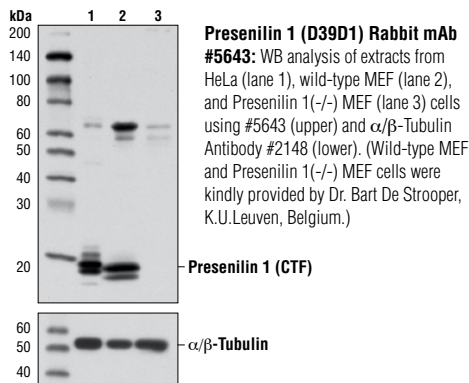 kDa 1 2 3
200
140
100
80
60
50
40
30
20
Presenilin 1 (CTF)
60
50
40
α/β-Tubulin
Presenilin 1 (D39D1) Rabbit mAb
#5643: WB analysis of extracts from
HeLa (lane 1), wild-type MEF (lane 2),
and Presenilin 1(-/-) MEF (lane 3) cells
using #5643 (upper) and α/β-Tubulin
Antibody #2148 (lower). (Wild-type MEF
and Presenilin 1(-/-) MEF cells were
kindly provided by Dr. Bart De Strooper,
K.U.Leuven, Belgium.)